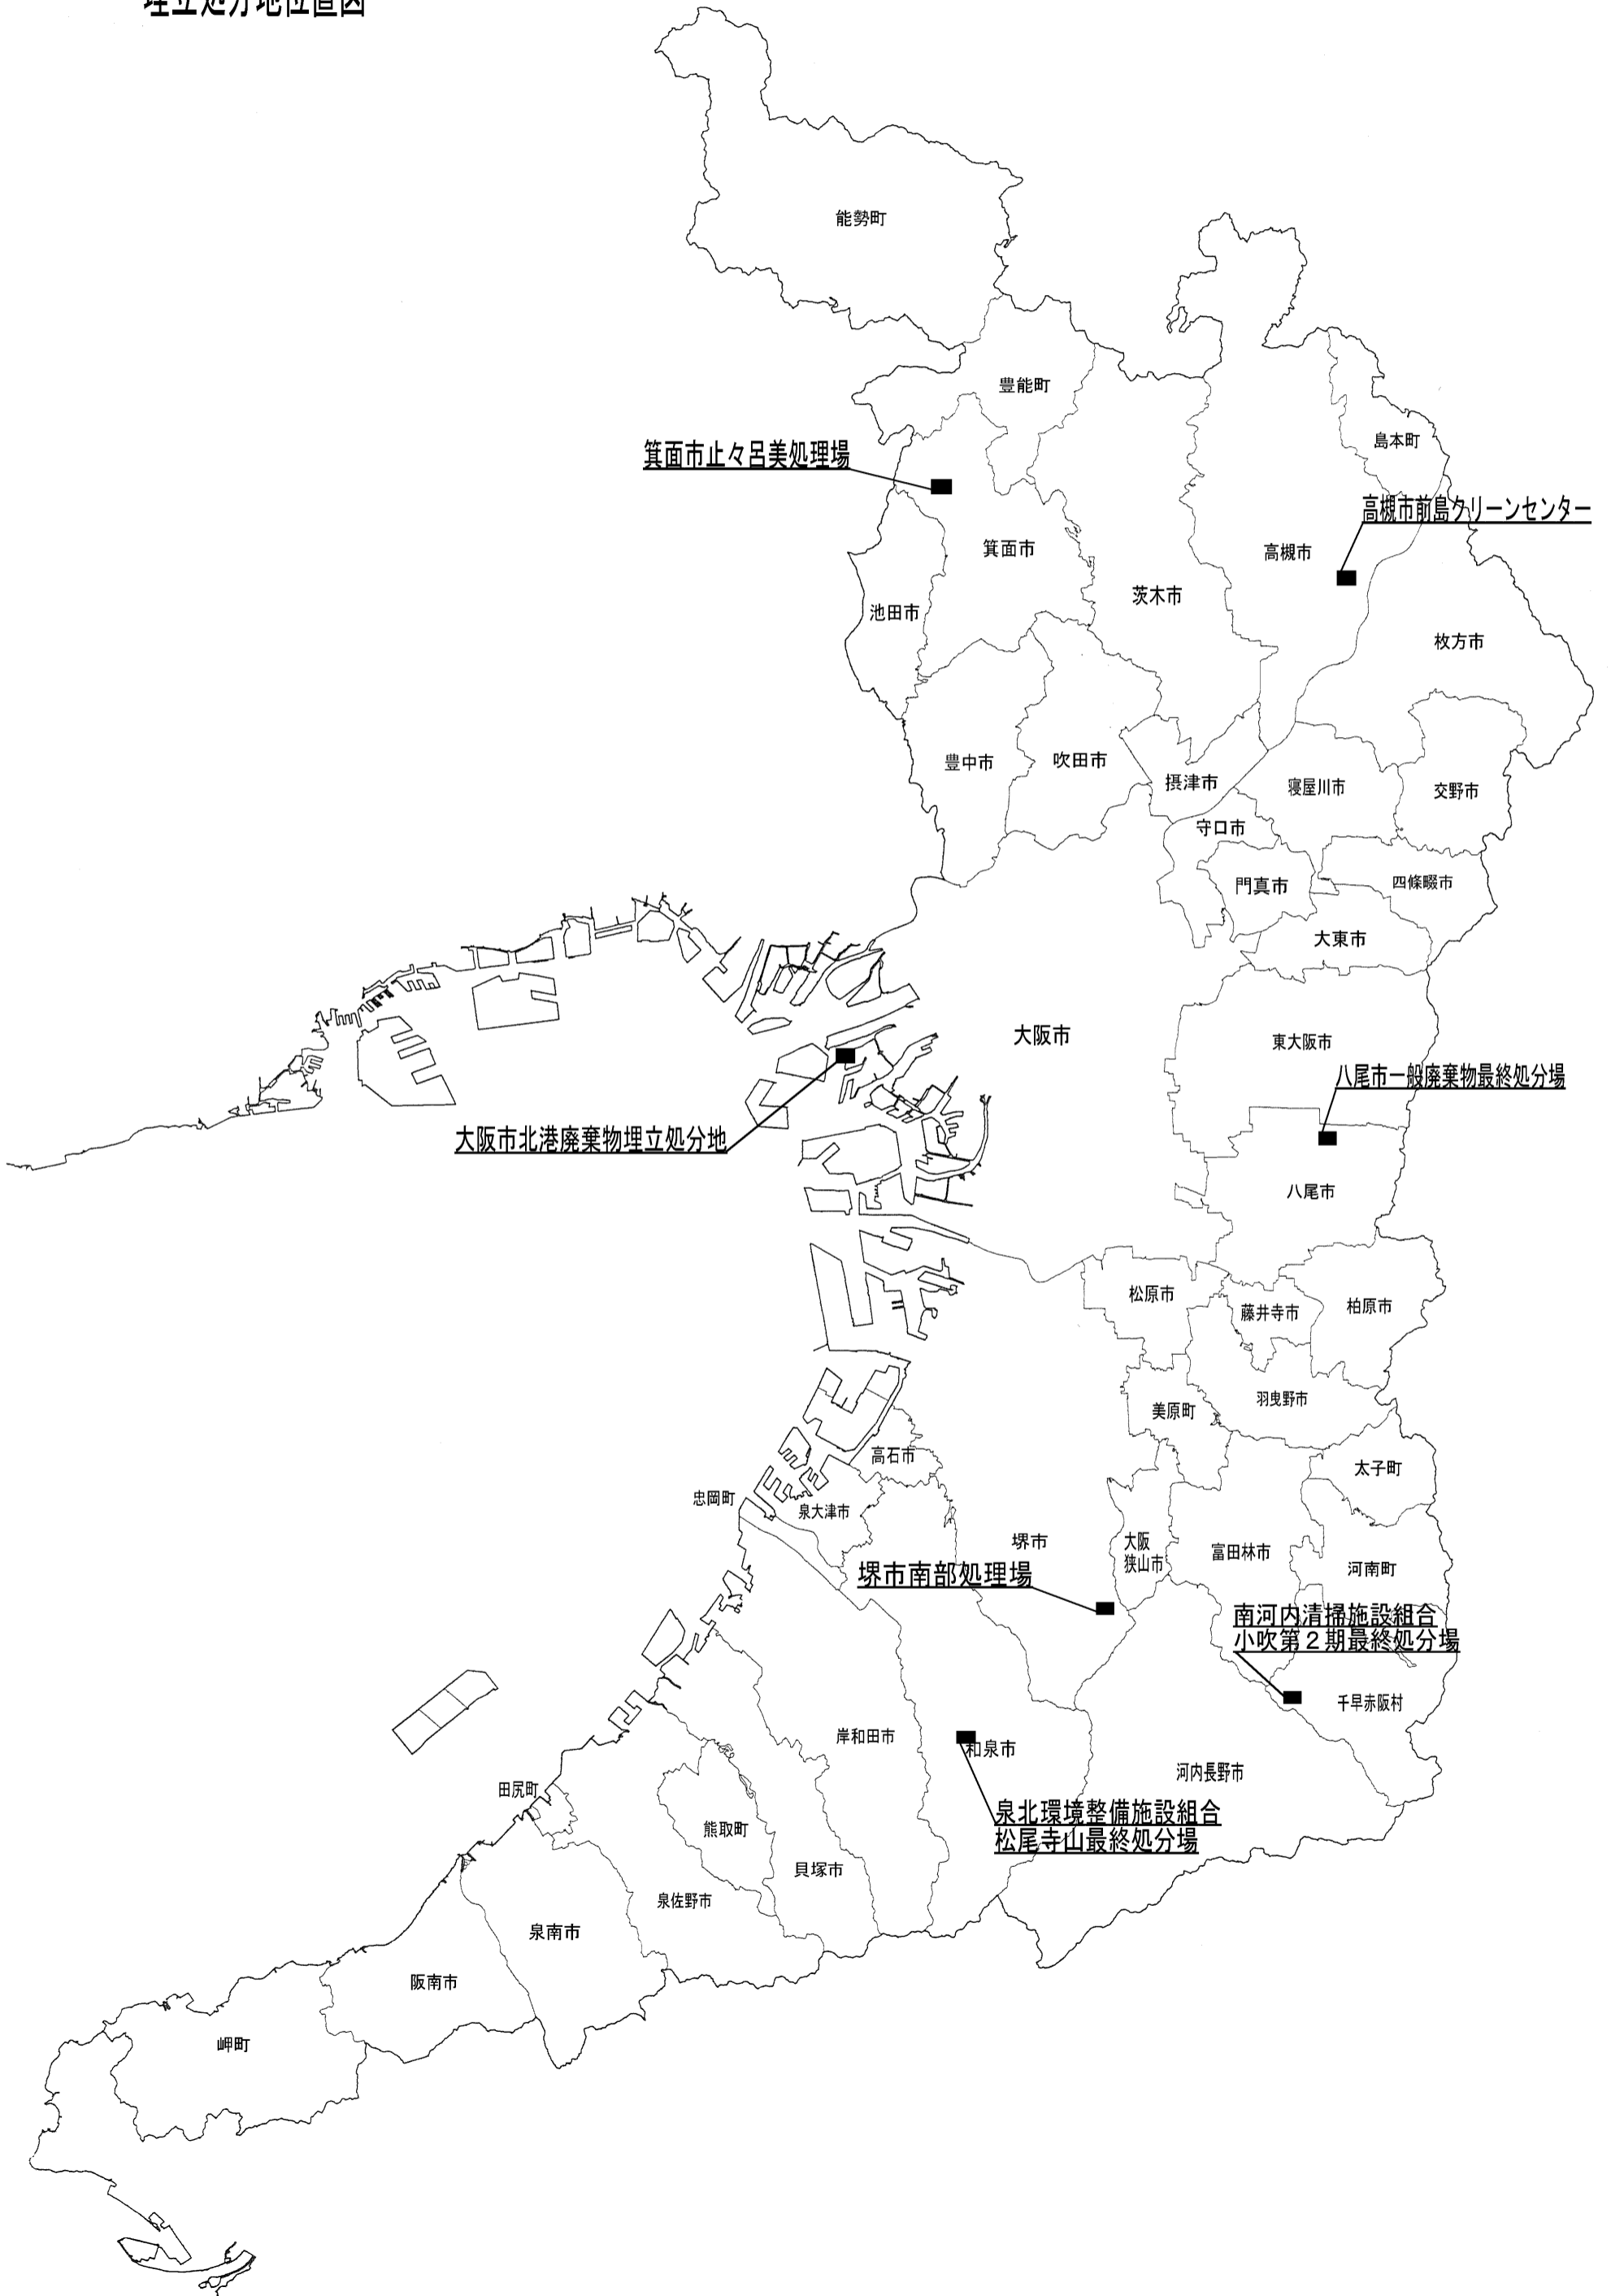 埋立処分地位置図
能勢町
豊能町
島本町
箕面市止々呂美処理場
高槻市前島クリーンセンター
箕面市
高槻市
茨木市
池田市
枚方市
豊中市
吹田市
摂津市
寝屋川市
交野市
守口市
門真市
四條畷市
大東市
大阪市
東大阪市
八尾市一般廃棄物最終処分場
大阪市北港廃棄物埋立処分地
八尾市
松原市
藤井寺市
柏原市
美原町
羽曳野市
高石市
太子町
忠岡町
泉大津市
堺市
大阪
狭山市
富田林市
河南町
堺市南部処理場
南河内清掃施設組合
小吹第２期最終処分場
千早赤阪村
岸和田市
和泉市
河内長野市
田尻町
泉北環境整備施設組合
松尾寺山最終処分場
熊取町
貝塚市
泉佐野市
泉南市
阪南市
岬町